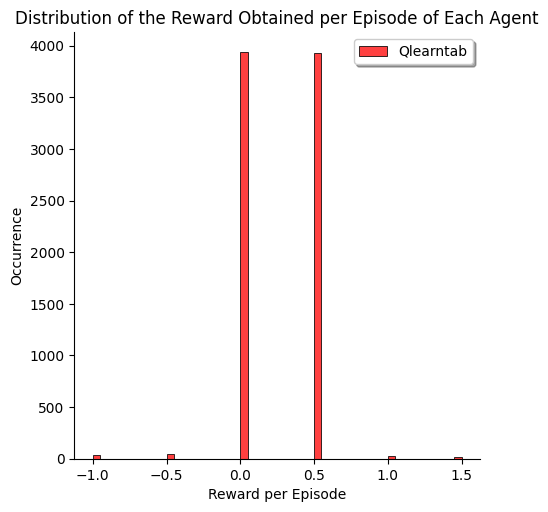 Distribution of the Reward Obtained per Episode of Each Agent
Qlearntab
4000
3500
3000
2500
2000
1500
1000
500
0
Occurrence
−1.0 −0.5 0.0 0.5 1.0 1.5
Reward per Episode